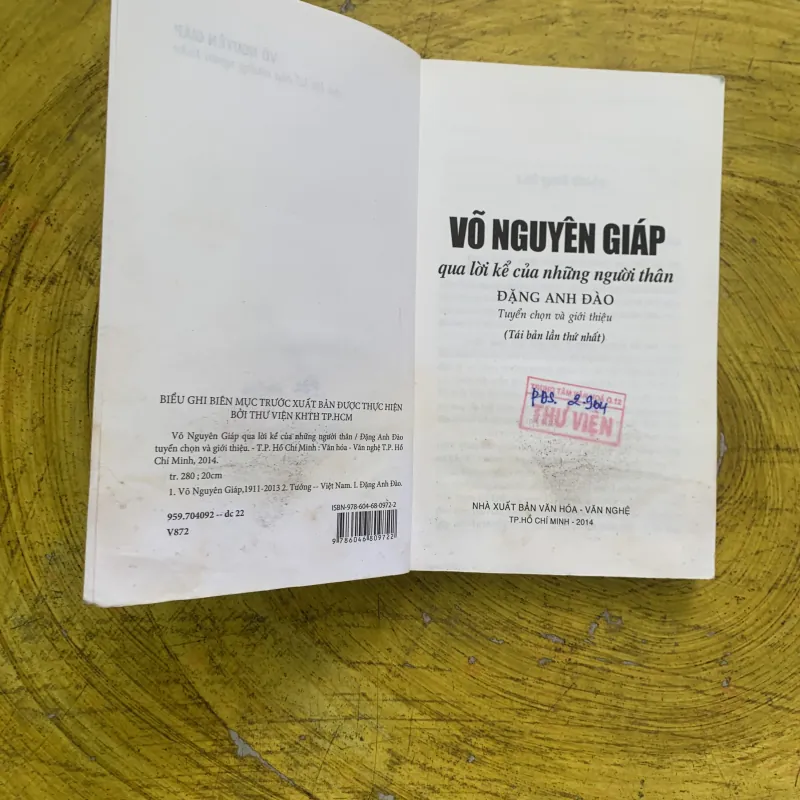 BIỂU GHI BIÊN MỤC TRƯỚC XUẤT BẢN ĐƯỢC THỰC HIỆN
BỞI THƯ VIỆN KHTH TP.HCM
Võ Nguyên Giáp qua lời kể của những người thân / Đặng Anh Đào
tuyển chọn và giới thiệu. - T.P. Hồ Chí Minh : Văn hóa - Văn nghệ T.P. Hồ
Chí Minh, 2014.
tr. 280 ; 20cm
1. Võ Nguyên Giáp,1911-2013 2. Tướng -- Việt Nam. I. Đặng Anh Đào.
959.704092 -- dc 22
V872
ISBN-978-604-68-0972-2
9786046809722
VÕ NGUYÊN GIÁP
qua lời kể của những người thân
ĐẶNG ANH ĐÀO
Tuyển chọn và giới thiệu
(Tái bản lần thứ nhất)
TRUNG TÂM
THƯ VIỆN
NHÀ XUẤT BẢN VĂN HÓA - VĂN NGHỆ
TP.HỒ CHÍ MINH - 2014